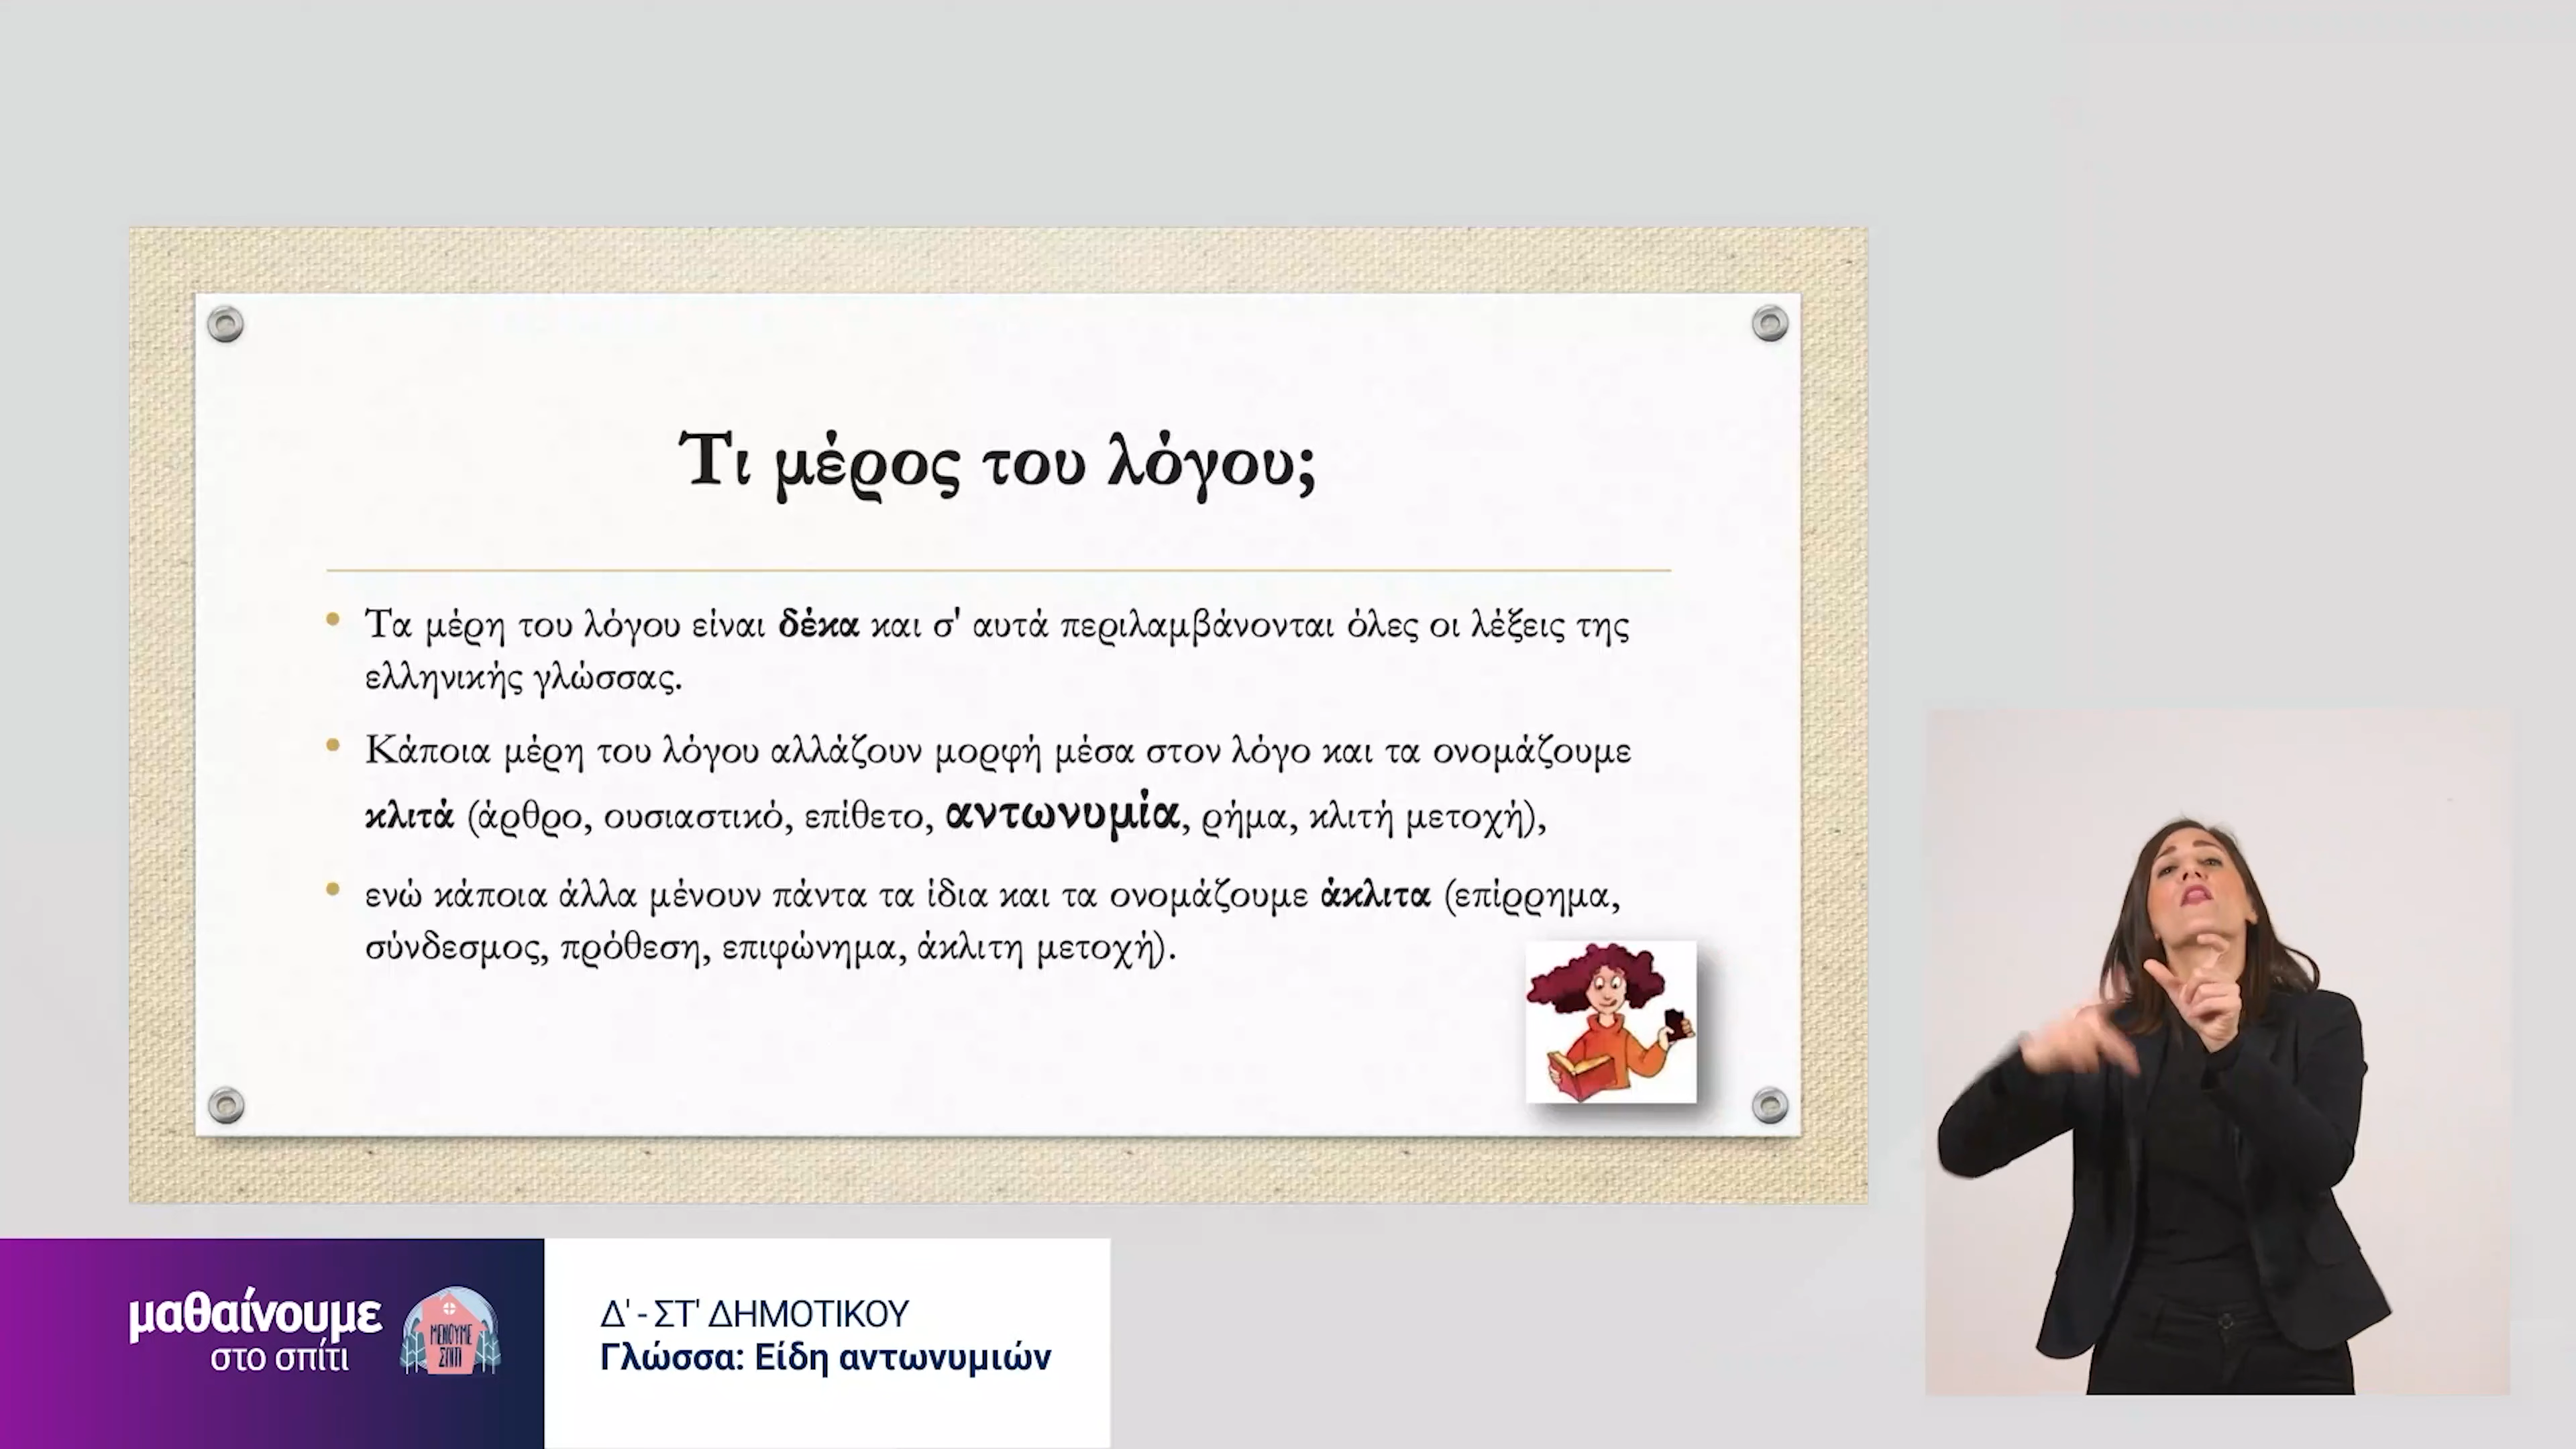 Τι μέρος του λόγου;
Τα μέρη του λόγου είναι δέκα και σ' αυτά περιλαμβάνονται όλες οι λέξεις της
ελληνικής γλώσσας.
Κάποια μέρη του λόγου αλλάζουν μορφή μέσα στον λόγο και τα ονομάζουμε
κλιτά (άρθρο, ουσιαστικό, επίθετο, αντωνυμία, ρήμα, κλιτή μετοχή),
ενώ κάποια άλλα μένουν πάντα τα ίδια και τα ονομάζουμε άκλιτα (επίρρημα,
σύνδεσμος, πρόθεση, επιφώνημα, άκλιτη μετοχή).
μαθαίνουμε
στο σπίτι
ΜΕΝΟΥΜΕ
ΣΠΙΤΙ
Δ' - ΣΤ' ΔΗΜΟΤΙΚΟΥ
Γλώσσα: Είδη αντωνυμιών